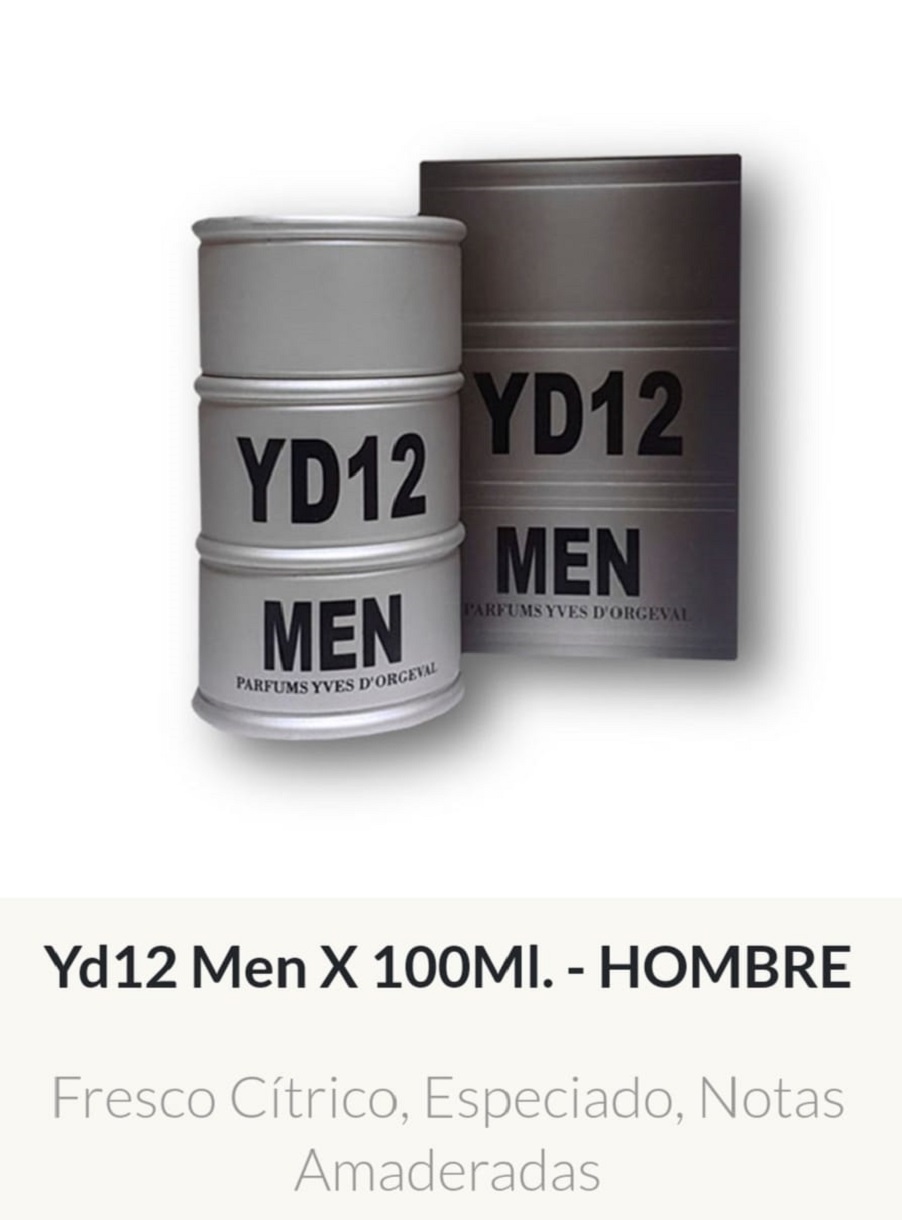 YD12
MEN
PARFUMS YVES D'ORGEVAL
YD12
MEN
PARFUMS YVES D'ORGEVAL
Yd12 Men X 100Ml. - HOMBRE
Fresco Cítrico, Especiado, Notas
Amaderadas